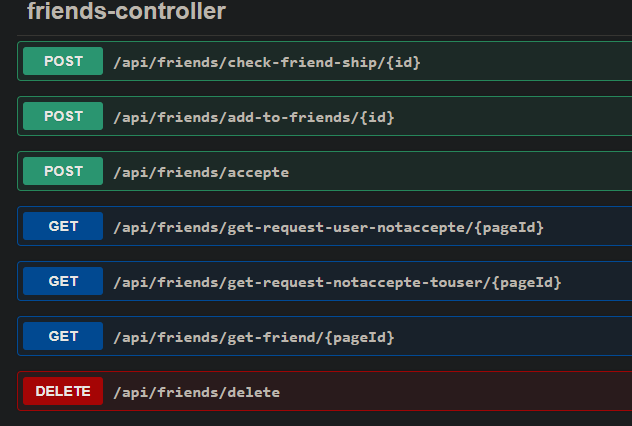 friends-controller
POST /api/friends/check-friend-ship/{id}
POST /api/friends/add-to-friends/{id}
POST /api/friends/accepte
GET /api/friends/get-request-user-notaccepte/{pageId}
GET /api/friends/get-request-notaccepte-touser/{pageId}
GET /api/friends/get-friend/{pageId}
DELETE /api/friends/delete